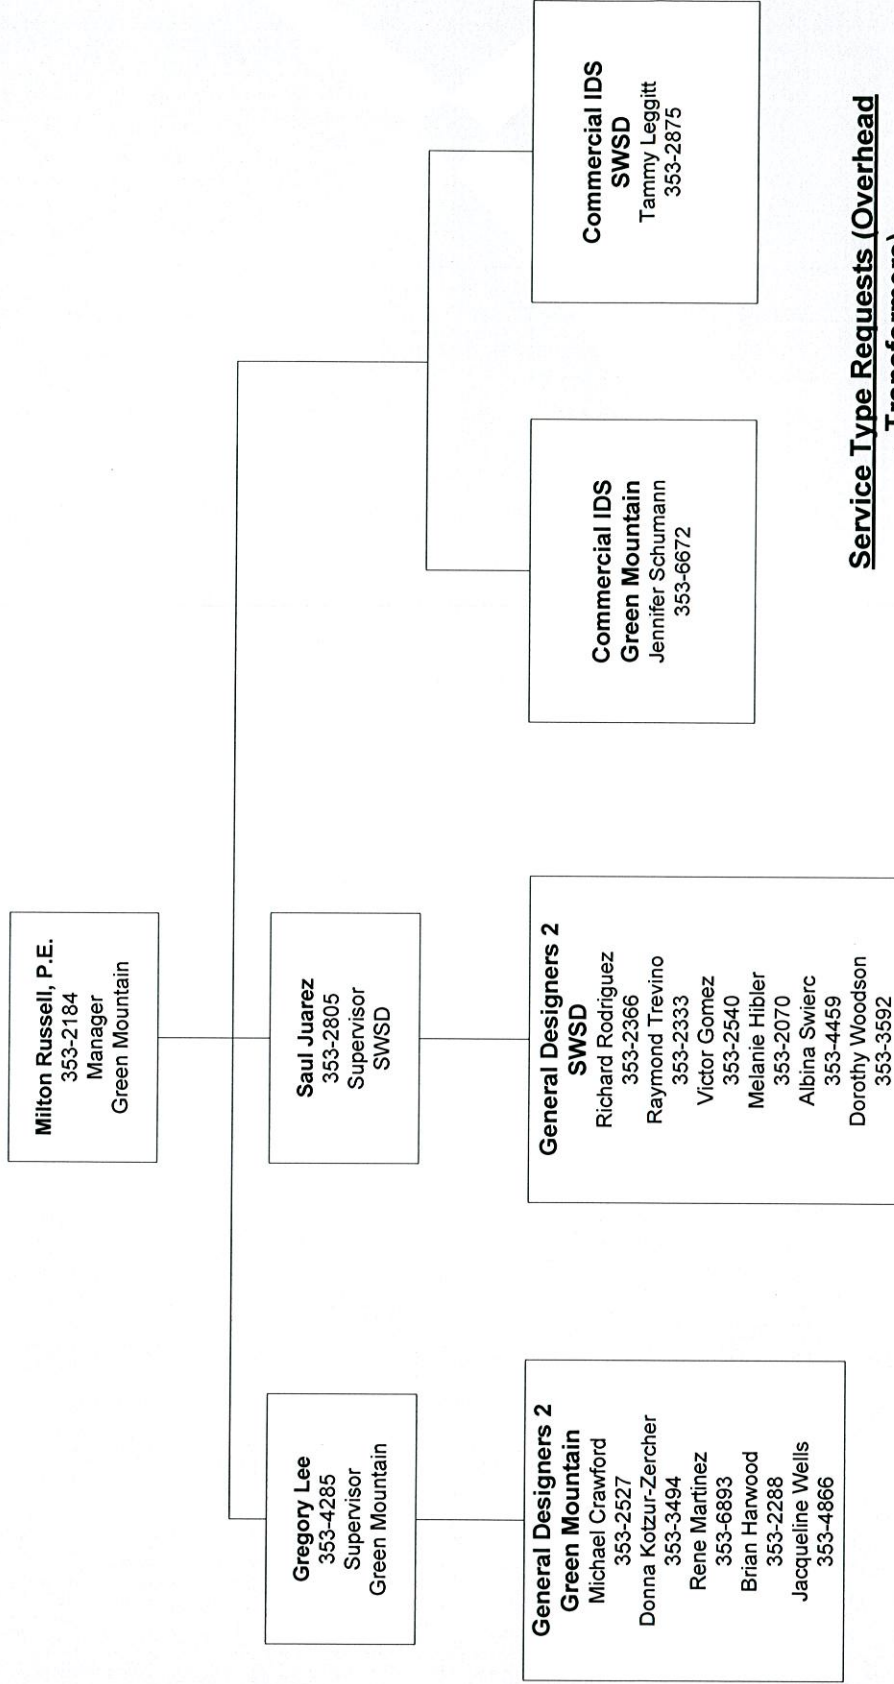 Milton Russell, P.E.
353-2184
Manager
Green Mountain
Gregory Lee
353-4285
Supervisor
Green Mountain
Saul Juarez
353-2805
Supervisor
SWSD
General Designers 2
Green Mountain
Michael Crawford
353-2527
Donna Kotzur-Zercher
353-3494
Rene Martinez
353-6893
Brian Harwood
353-2288
Jacqueline Wells
353-4866
General Designers 2
SWSD
Richard Rodriguez
353-2366
Raymond Trevino
353-2333
Victor Gomez
353-2540
Melanie Hibler
353-2070
Albina Swierc
353-4459
Dorothy Woodson
353-3592
Commercial IDS
Green Mountain
Jennifer Schumann
353-6672
Commercial IDS
SWSD
Tammy Leggitt
353-2875
Service Type Requests (Overhead
Transformers)